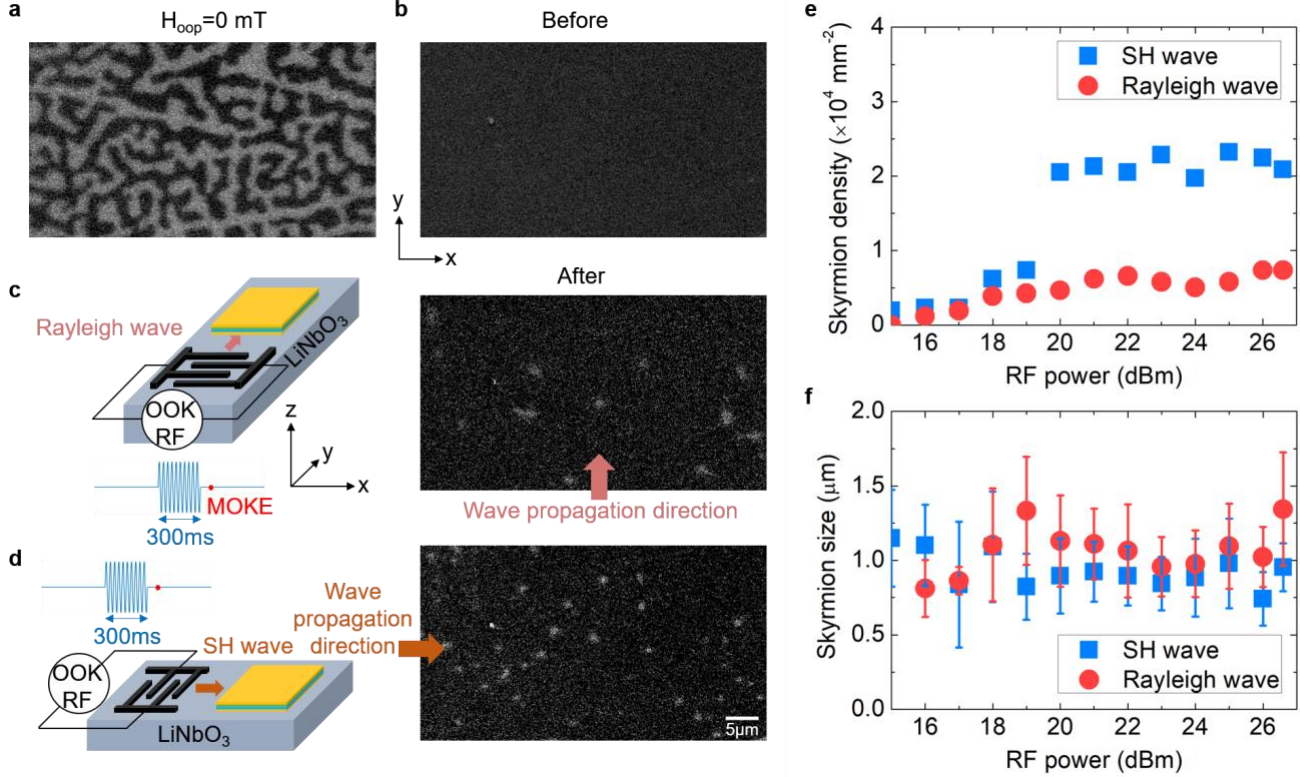 a
H_oop=0 mT
b
Before
y
x
After
Wave propagation direction
c
Rayleigh wave
LiNbO₃
OOK
RF
z
y
x
MOKE
300ms
d
300ms
SH wave
Wave
propagation
direction
OOK
RF
LiNbO₃
5μm
e
Skyrmion density (×10⁴ mm⁻²)
4
3
2
1
0
SH wave
Rayleigh wave
16 18 20 22 24 26
RF power (dBm)
f
Skyrmion size (μm)
2.0
1.5
1.0
0.5
0.0
SH wave
Rayleigh wave
16 18 20 22 24 26
RF power (dBm)